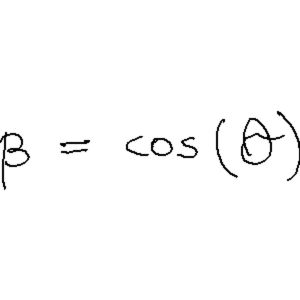 β = cos(θ)